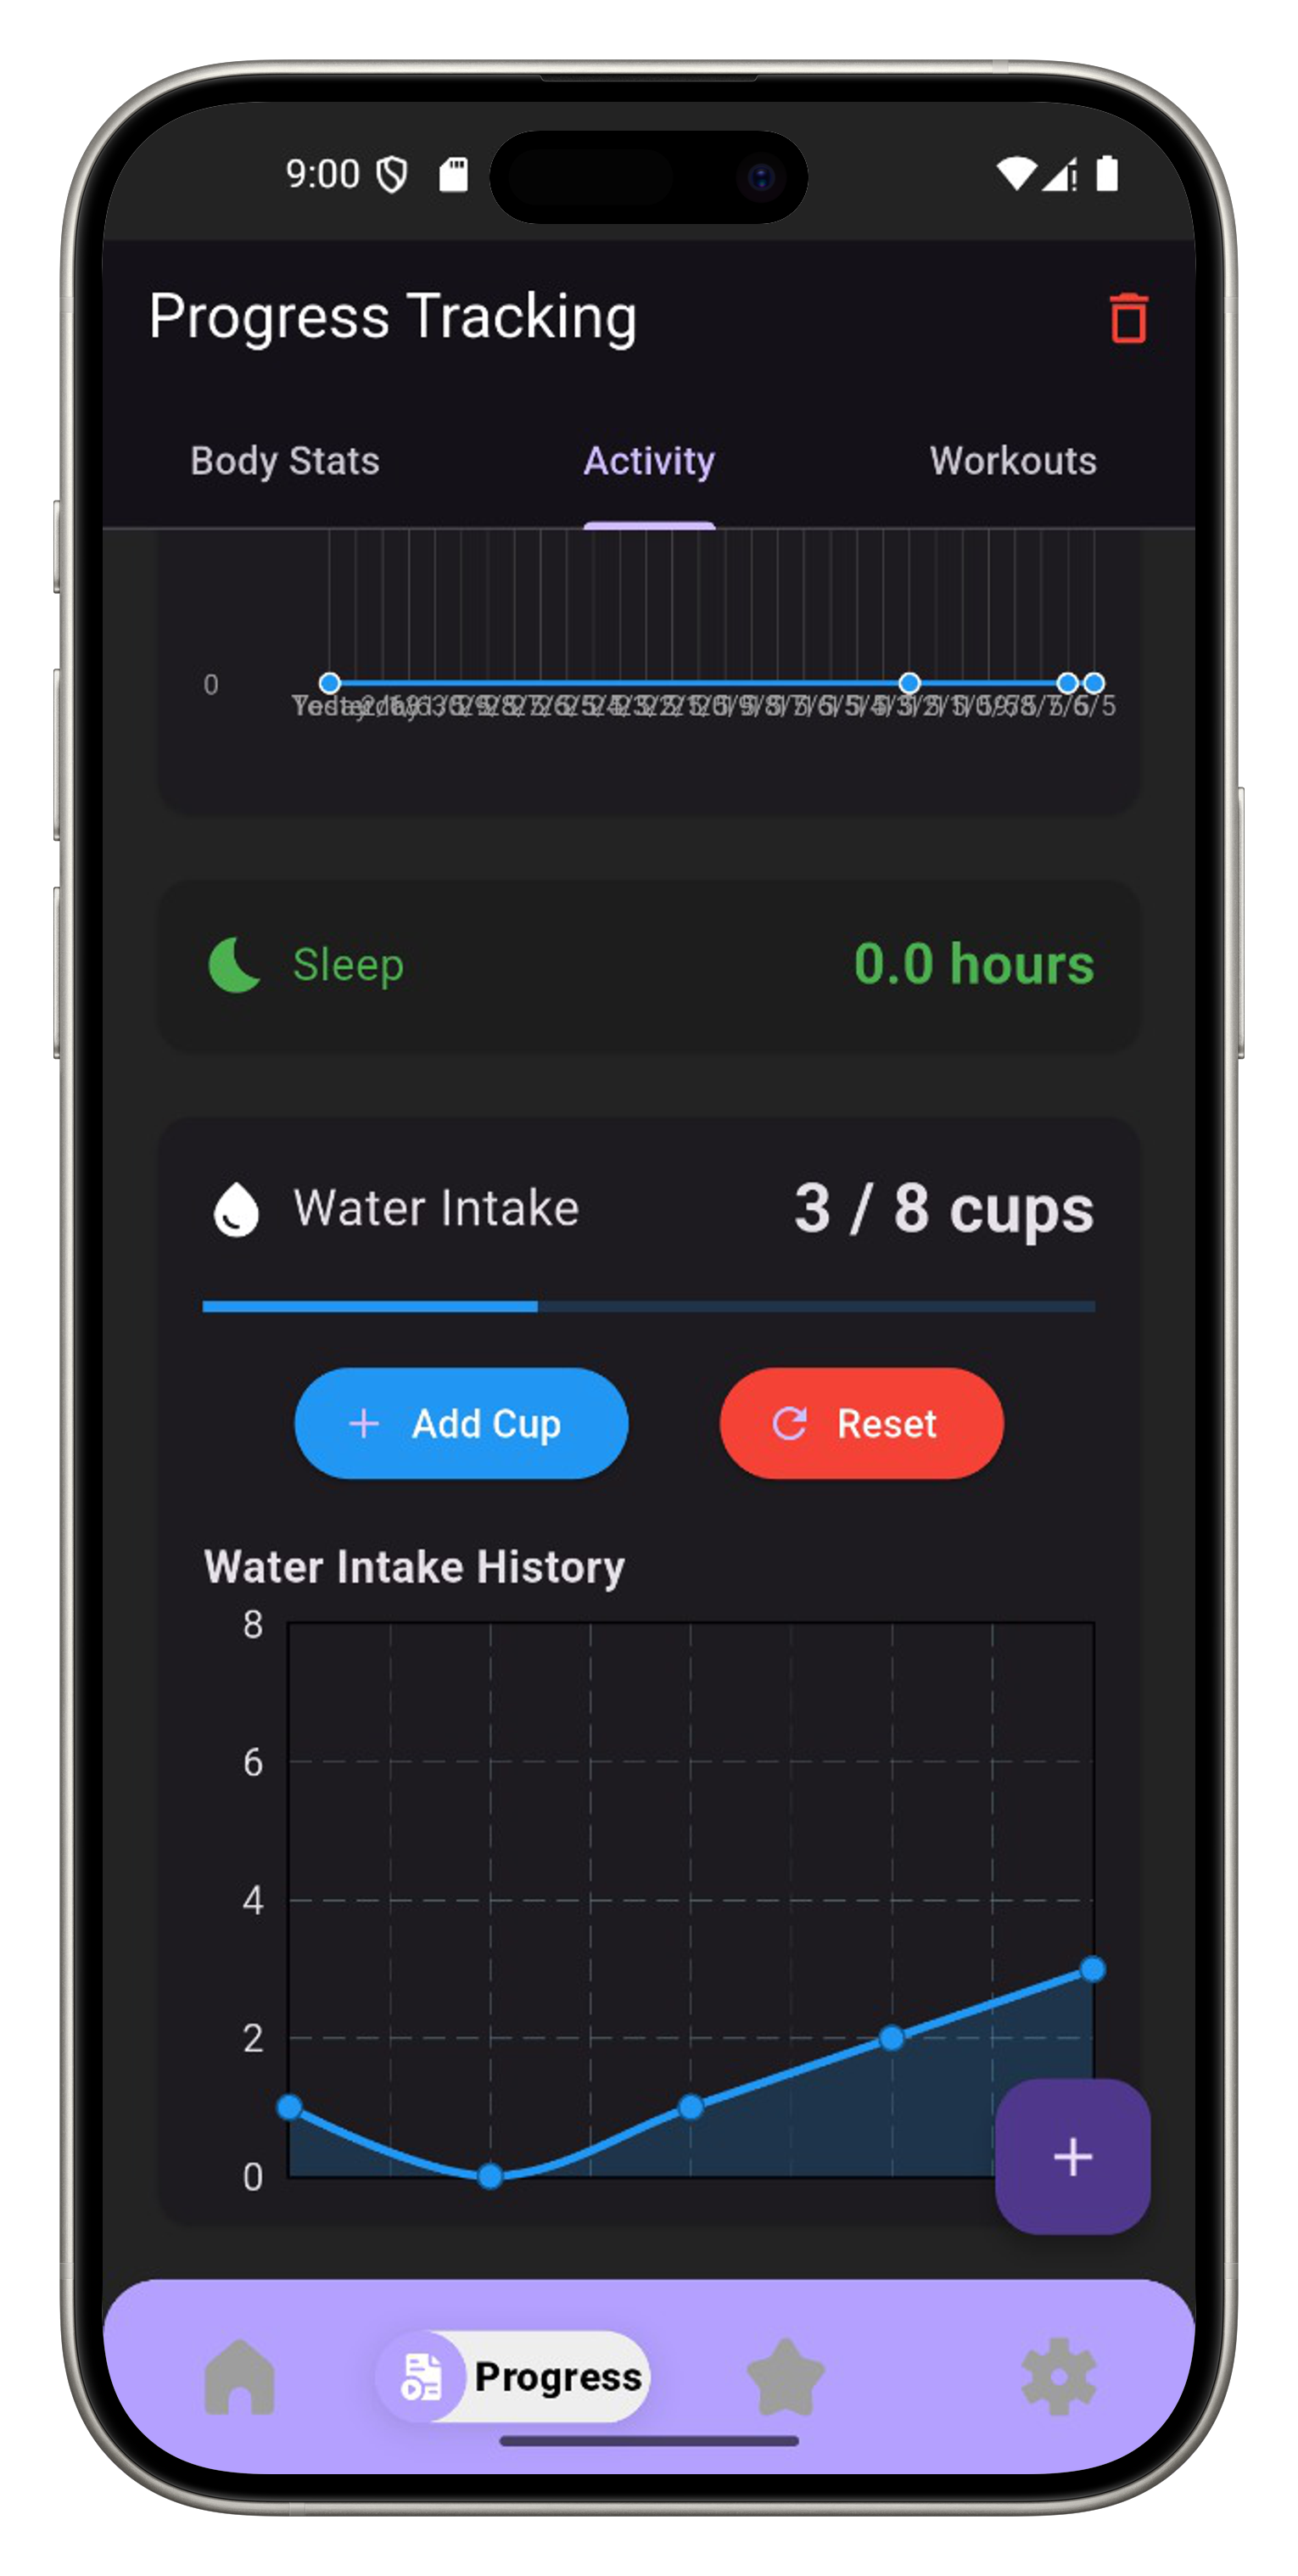 9:00
Progress Tracking
Body Stats Activity Workouts
0
Sleep 0.0 hours
Water Intake 3 / 8 cups
Add Cup Reset
Water Intake History
8
6
4
2
0
Progress